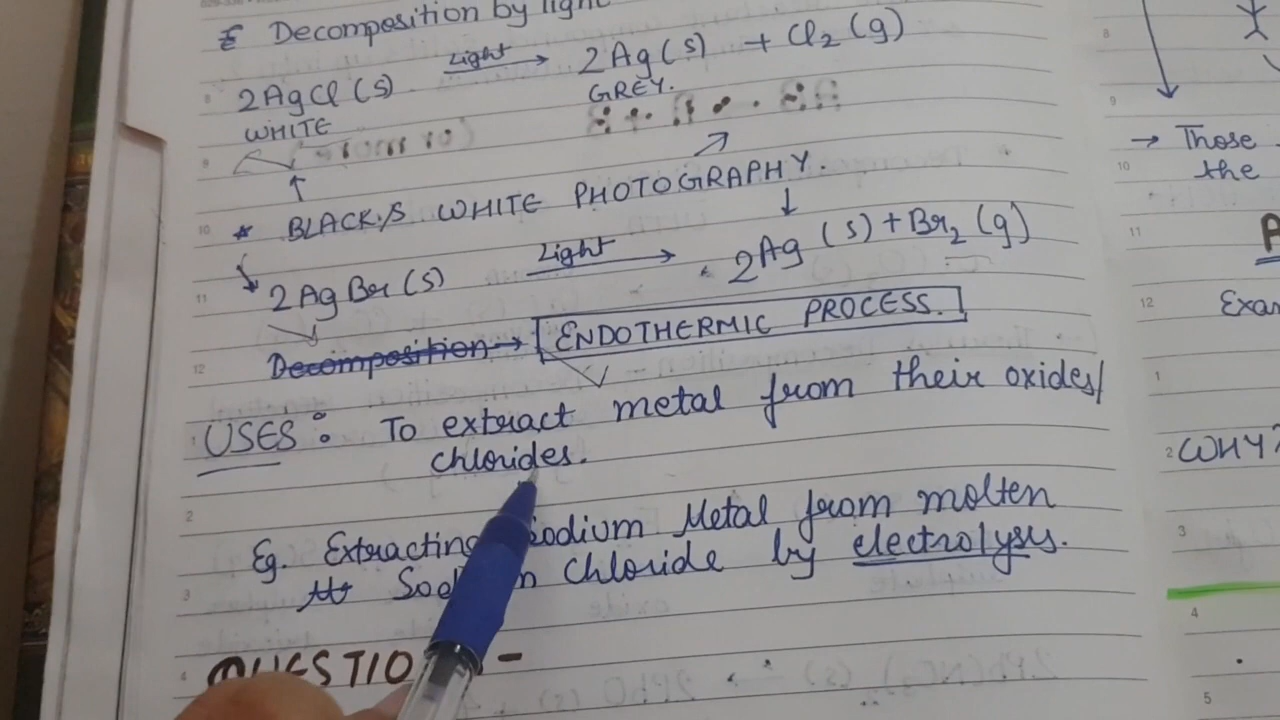 Decomposition by light
2AgCl(s) Light → 2Ag(s) + Cl₂(g)
WHITE GREY.
* BLACK & WHITE PHOTOGRAPHY.
2AgBr(s) Light → 2Ag(s) + Br₂(g)
Decomposition → ENDOTHERMIC PROCESS.
USES: To extract metal from their oxides/
chlorides.
Eg. Extracting Sodium Metal from molten
Chloride by electrolysis.
→ Those
the
Exam
WHY?